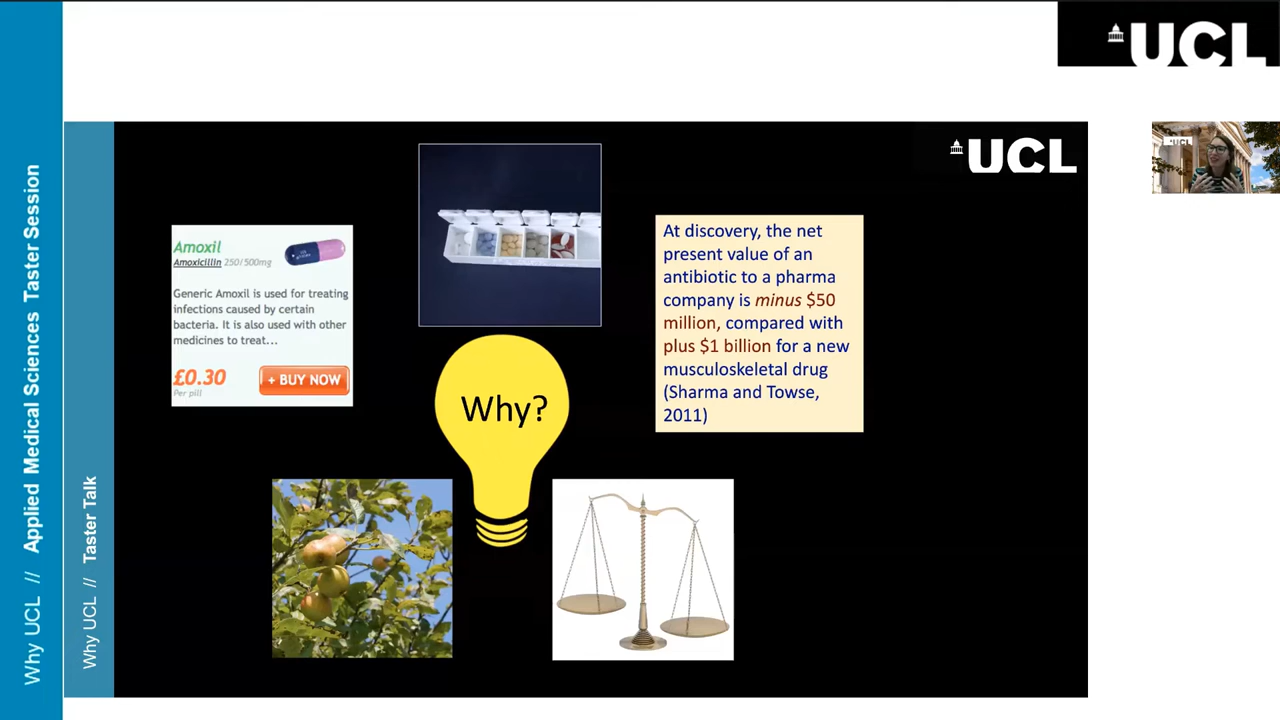 UCL
Why UCL // Applied Medical Sciences Taster Session
Why UCL // Taster Talk
UCL
Amoxil
Amoxicillin 250/500mg
Generic Amoxil is used for treating
infections caused by certain
bacteria. It is also used with other
medicines to treat...
£0.30
Per pill
+ BUY NOW
Why?
At discovery, the net
present value of an
antibiotic to a pharma
company is minus $50
million, compared with
plus $1 billion for a new
musculoskeletal drug
(Sharma and Towse,
2011)
UCL